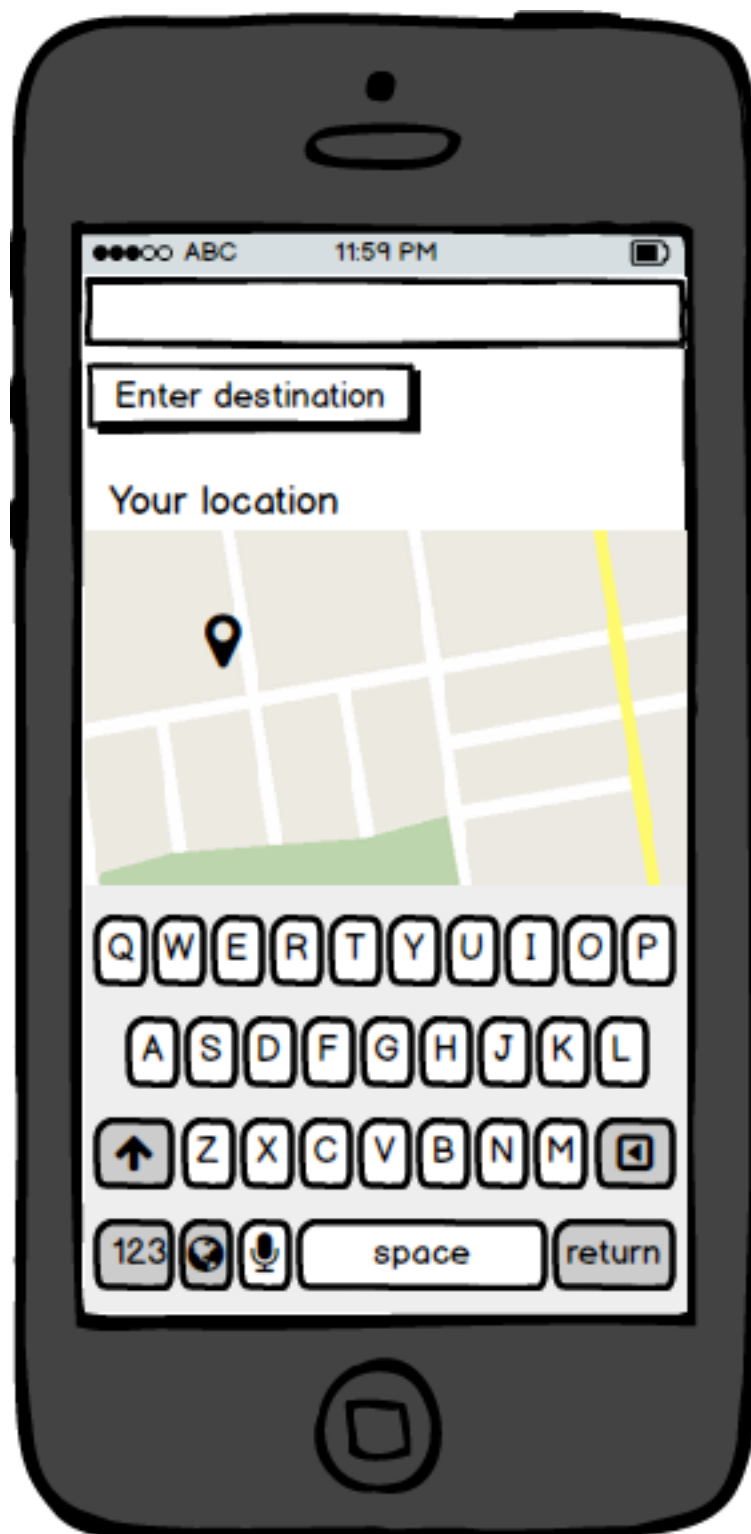 ABC 11:59 PM
Enter destination
Your location
Q W E R T Y U I O P
A S D F G H J K L
Z X C V B N M
123 space return